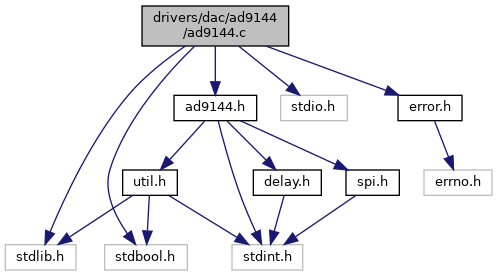 drivers/dac/ad9144
/ad9144.c
ad9144.h
stdio.h
error.h
util.h
delay.h
spi.h
errno.h
stdlib.h
stdbool.h
stdint.h